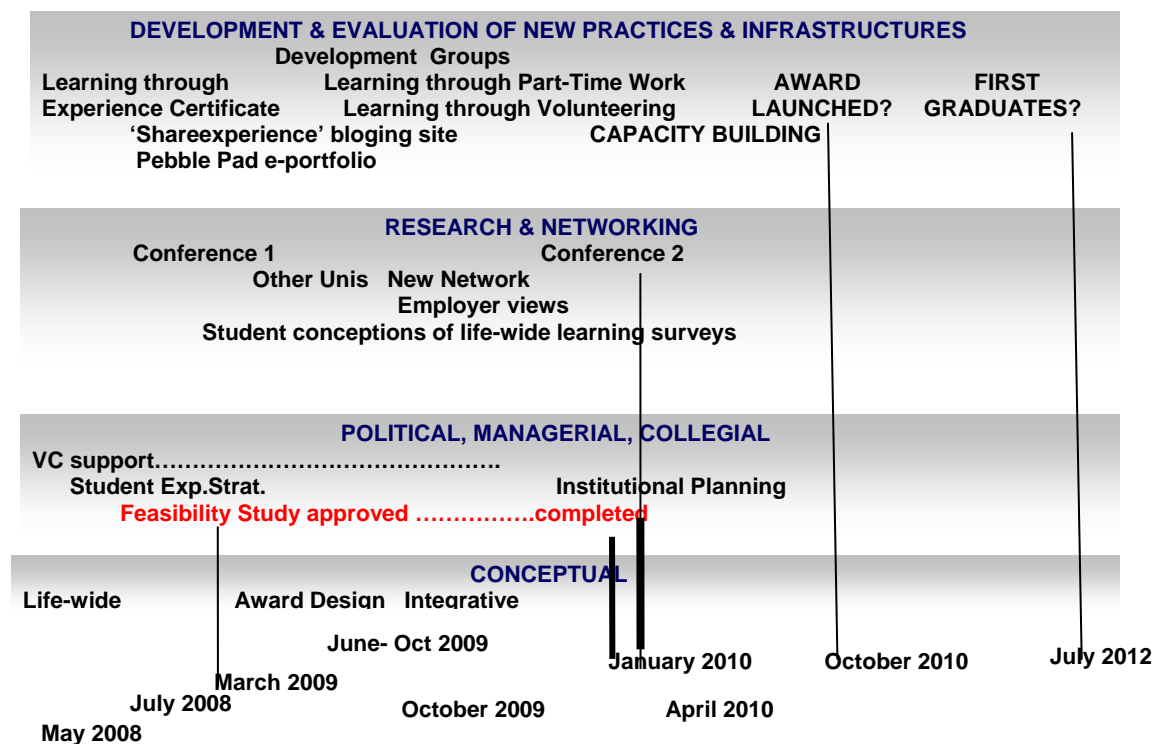 DEVELOPMENT & EVALUATION OF NEW PRACTICES & INFRASTRUCTURES
Development Groups
Learning through Learning through Part-Time Work AWARD FIRST
Experience Certificate Learning through Volunteering LAUNCHED? GRADUATES?
‘Shareexperience’ bloging site CAPACITY BUILDING
Pebble Pad e-portfolio
RESEARCH & NETWORKING
Conference 1 Conference 2
Other Unis New Network
Employer views
Student conceptions of life-wide learning surveys
POLITICAL, MANAGERIAL, COLLEGIAL
VC support……………………………………….
Student Exp.Strat. Institutional Planning
Feasibility Study approved ……………..completed
CONCEPTUAL
Life-wide Award Design Integrative
June- Oct 2009
January 2010 October 2010 July 2012
March 2009
July 2008 October 2009 April 2010
May 2008